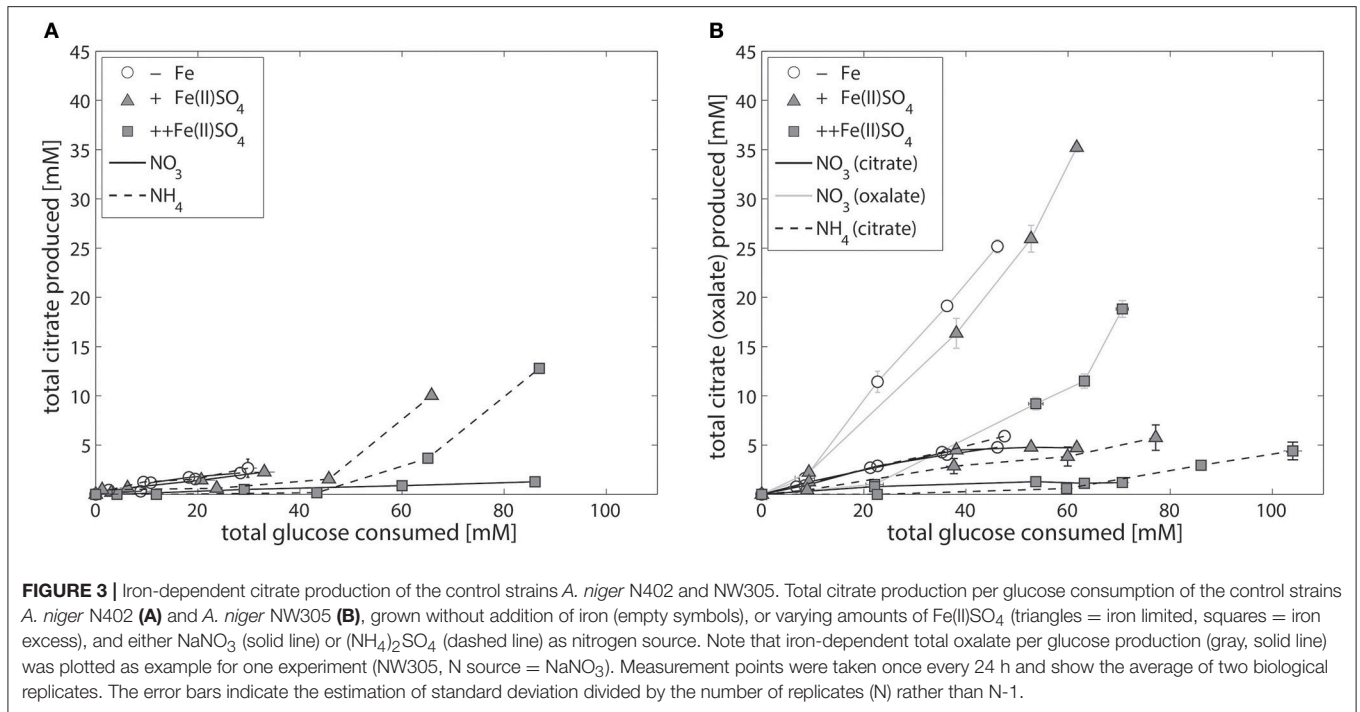 A
45
40
35
30
25
20
15
10
5
0
20
40
60
80
100
total citrate produced [mM]
total glucose consumed [mM]
– Fe
+ Fe(II)SO4
++Fe(II)SO4
NO3
NH4
B
45
40
35
30
25
20
15
10
5
0
20
40
60
80
100
total citrate (oxalate) produced [mM]
total glucose consumed [mM]
– Fe
+ Fe(II)SO4
++Fe(II)SO4
NO3 (citrate)
NO3 (oxalate)
NH4 (citrate)
FIGURE 3 | Iron-dependent citrate production of the control strains A. niger N402 and NW305. Total citrate production per glucose consumption of the control strains
A. niger N402 (A) and A. niger NW305 (B), grown without addition of iron (empty symbols), or varying amounts of Fe(II)SO4 (triangles = iron limited, squares = iron
excess), and either NaNO3 (solid line) or (NH4)2SO4 (dashed line) as nitrogen source. Note that iron-dependent total oxalate per glucose production (gray, solid line)
was plotted as example for one experiment (NW305, N source = NaNO3). Measurement points were taken once every 24 h and show the average of two biological
replicates. The error bars indicate the estimation of standard deviation divided by the number of replicates (N) rather than N-1.